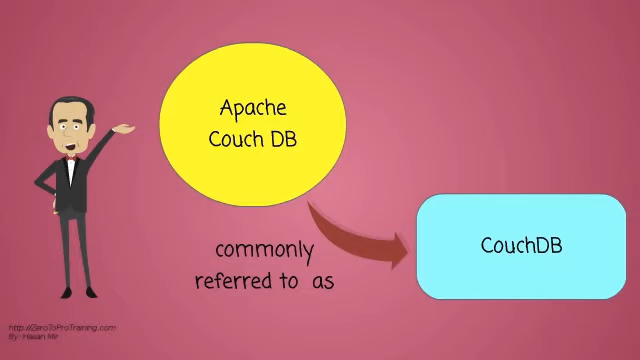 Apache
Couch DB
commonly
referred to as
CouchDB
http://ZeroToProTraining.com
By: Hasan Mir